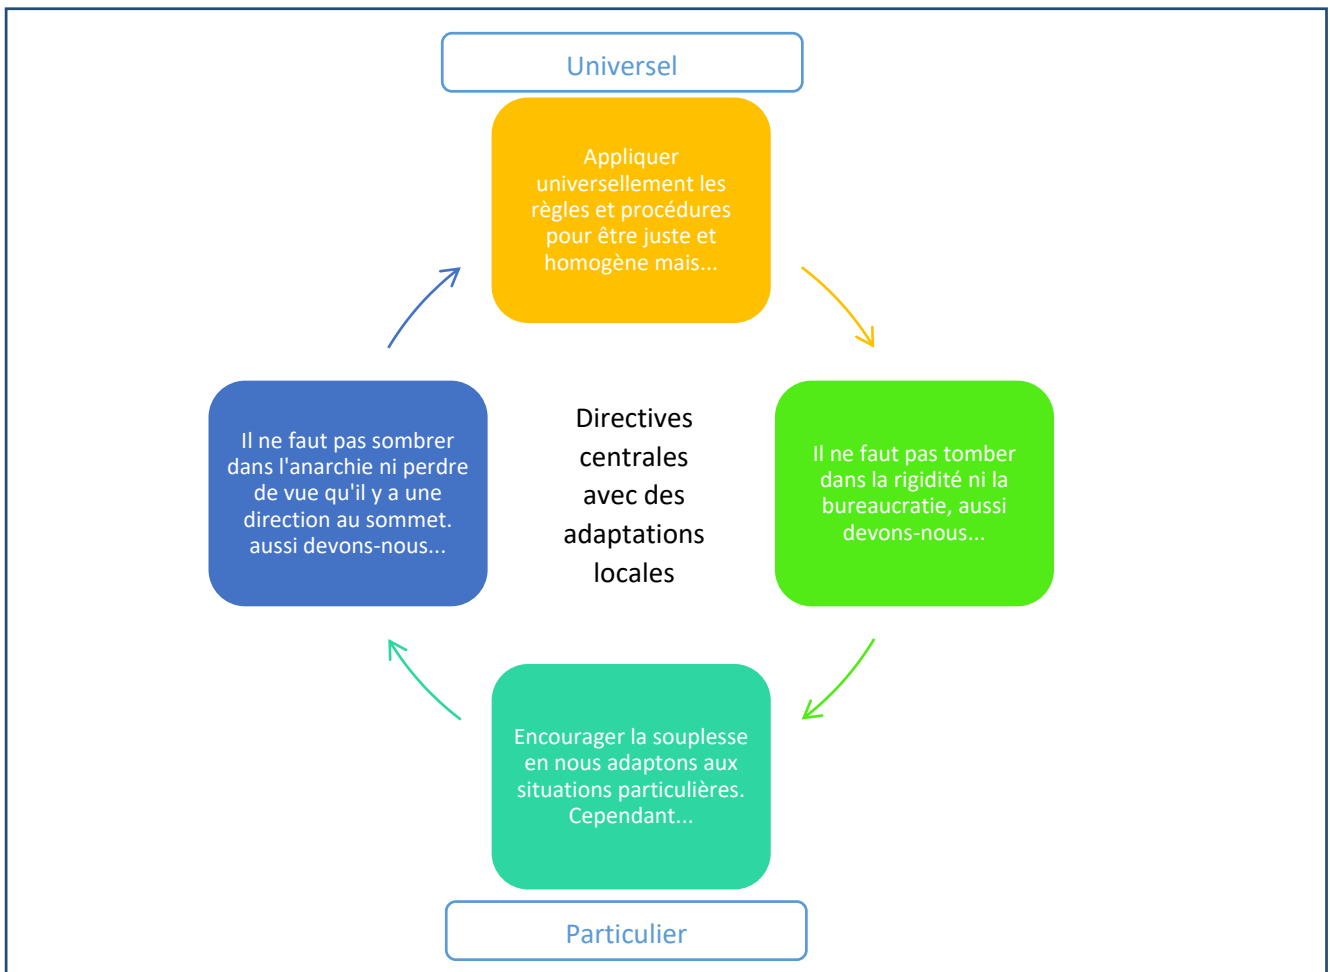 Universel
Appliquer
universellement les
règles et procédures
pour être juste et
homogène mais...
Il ne faut pas tomber
dans la rigidité ni la
bureaucratie, aussi
devons-nous...
Encourager la souplesse
en nous adaptons aux
situations particulières.
Cependant...
Il ne faut pas sombrer
dans l'anarchie ni perdre
de vue qu'il y a une
direction au sommet.
aussi devons-nous...
Directives
centrales
avec des
adaptations
locales
Particulier